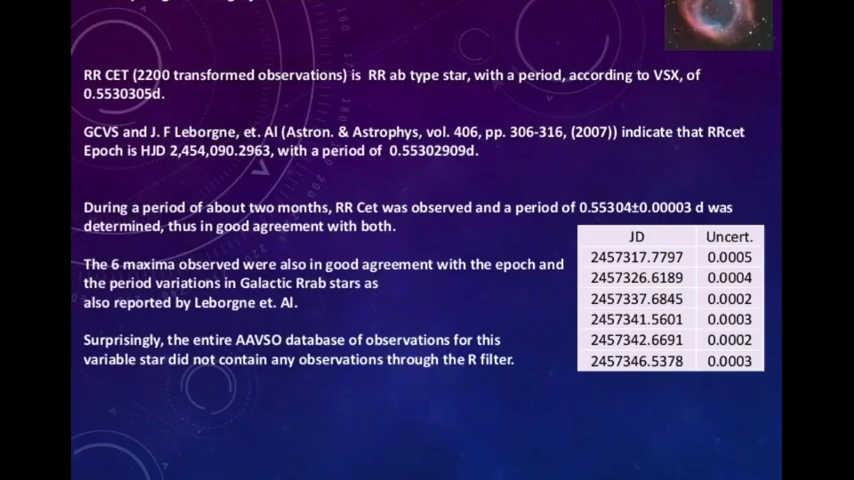 RR CET (2200 transformed observations) is RR ab type star, with a period, according to VSX, of
0.5530305d.
GCVS and J. F Leborgne, et. Al (Astron. & Astrophys, vol. 406, pp. 306-316, (2007)) indicate that RRcet
Epoch is HJD 2,454,090.2963, with a period of 0.55302909d.
During a period of about two months, RR Cet was observed and a period of 0.55304±0.00003 d was
determined, thus in good agreement with both.
The 6 maxima observed were also in good agreement with the epoch and
the period variations in Galactic Rrab stars as
also reported by Leborgne et. Al.
Surprisingly, the entire AAVSO database of observations for this
variable star did not contain any observations through the R filter.
JD Uncert.
2457317.7797 0.0005
2457326.6189 0.0004
2457337.6845 0.0002
2457341.5601 0.0003
2457342.6691 0.0002
2457346.5378 0.0003